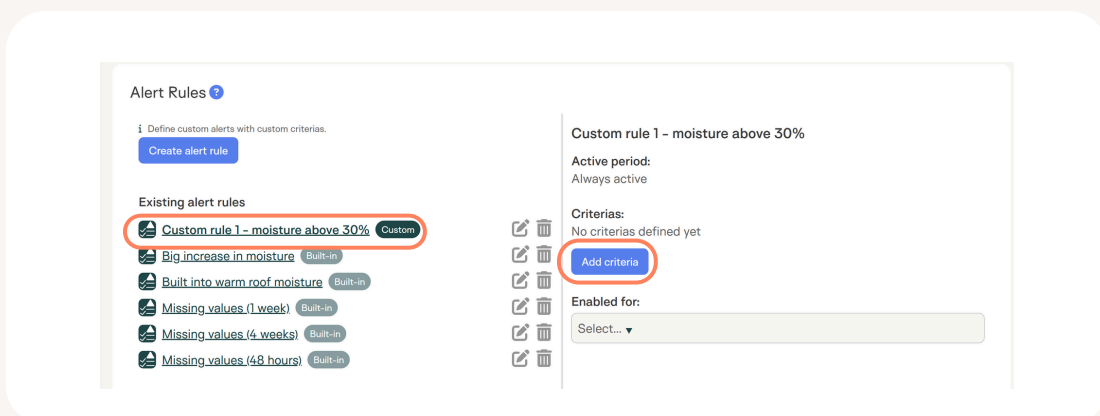 Alert Rules ?
i Define custom alerts with custom criterias.
Create alert rule
Existing alert rules
Custom rule 1 - moisture above 30% Custom
Big increase in moisture Built-in
Built into warm roof moisture Built-in
Missing values (1 week) Built-in
Missing values (4 weeks) Built-in
Missing values (48 hours) Built-in
Custom rule 1 - moisture above 30%
Active period:
Always active
Criterias:
No criterias defined yet
Add criteria
Enabled for:
Select...